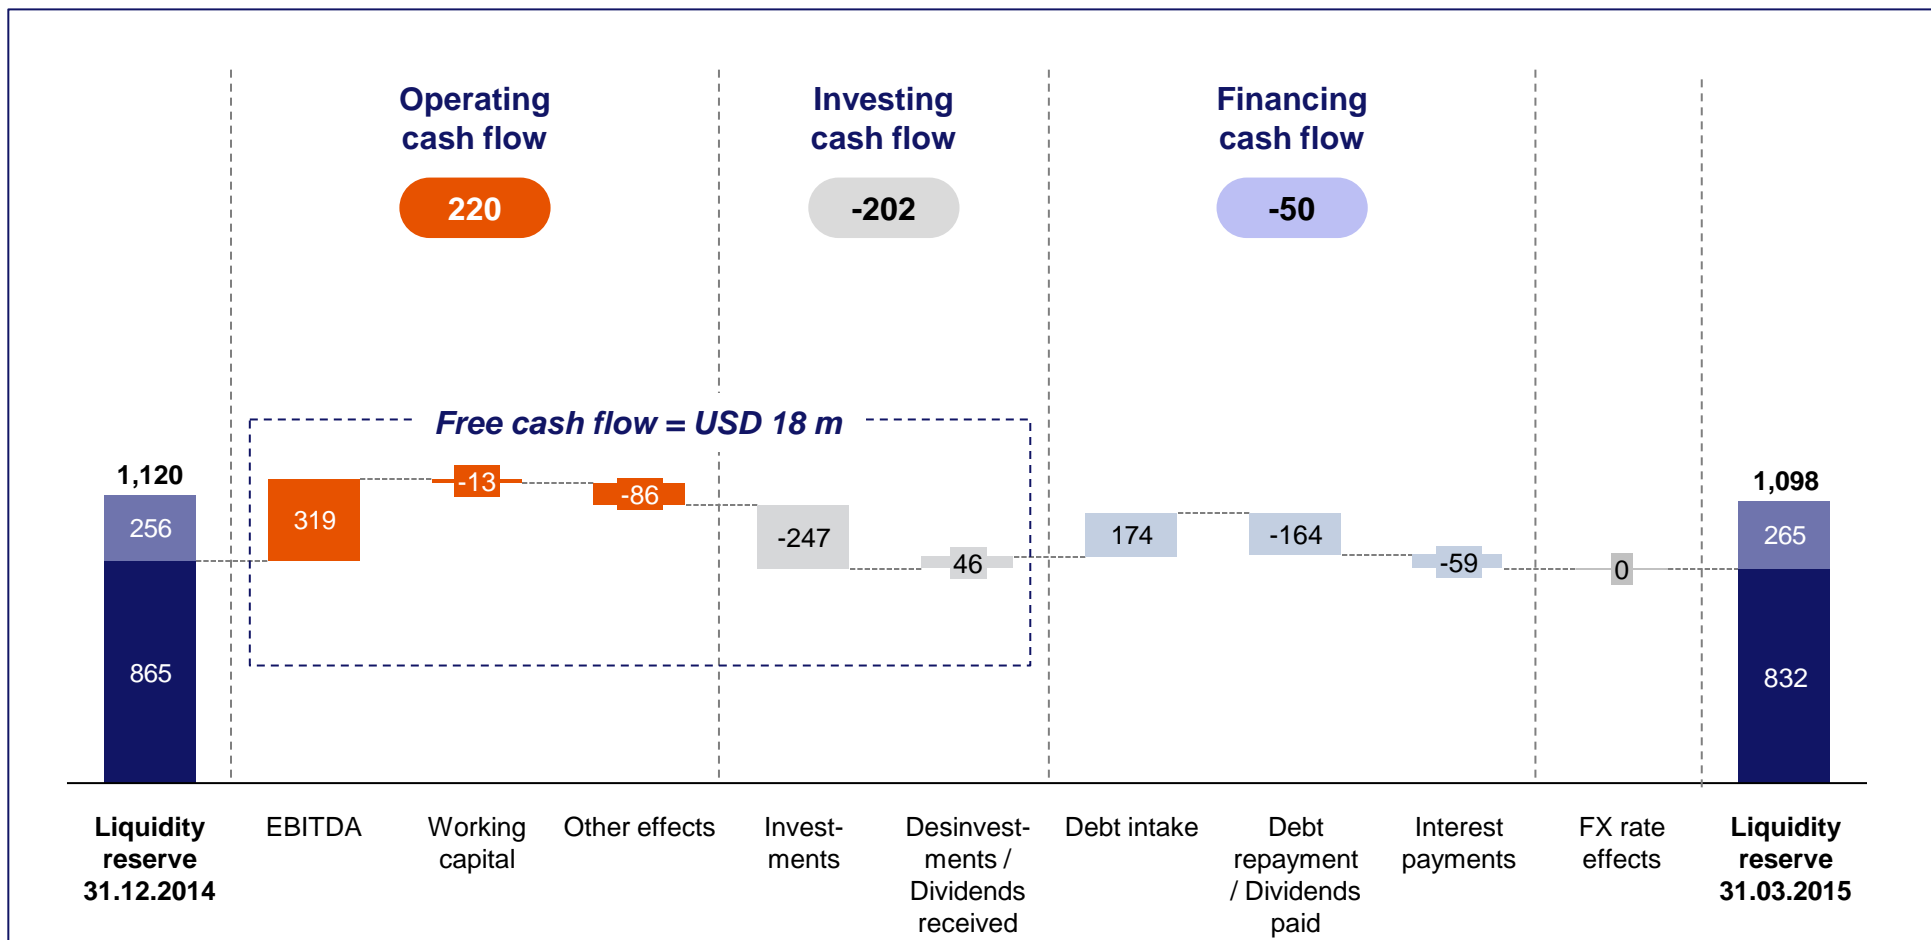 Operating
cash flow
220
Investing
cash flow
-202
Financing
cash flow
-50
Free cash flow = USD 18 m
1,120
256
865
319
-13
-86
-247
46
174
-164
-59
0
1,098
265
832
Liquidity
reserve
31.12.2014
EBITDA
Working
capital
Other effects
Invest-
ments
Desinvest-
ments /
Dividends
received
Debt intake
Debt
repayment
/ Dividends
paid
Interest
payments
FX rate
effects
Liquidity
reserve
31.03.2015